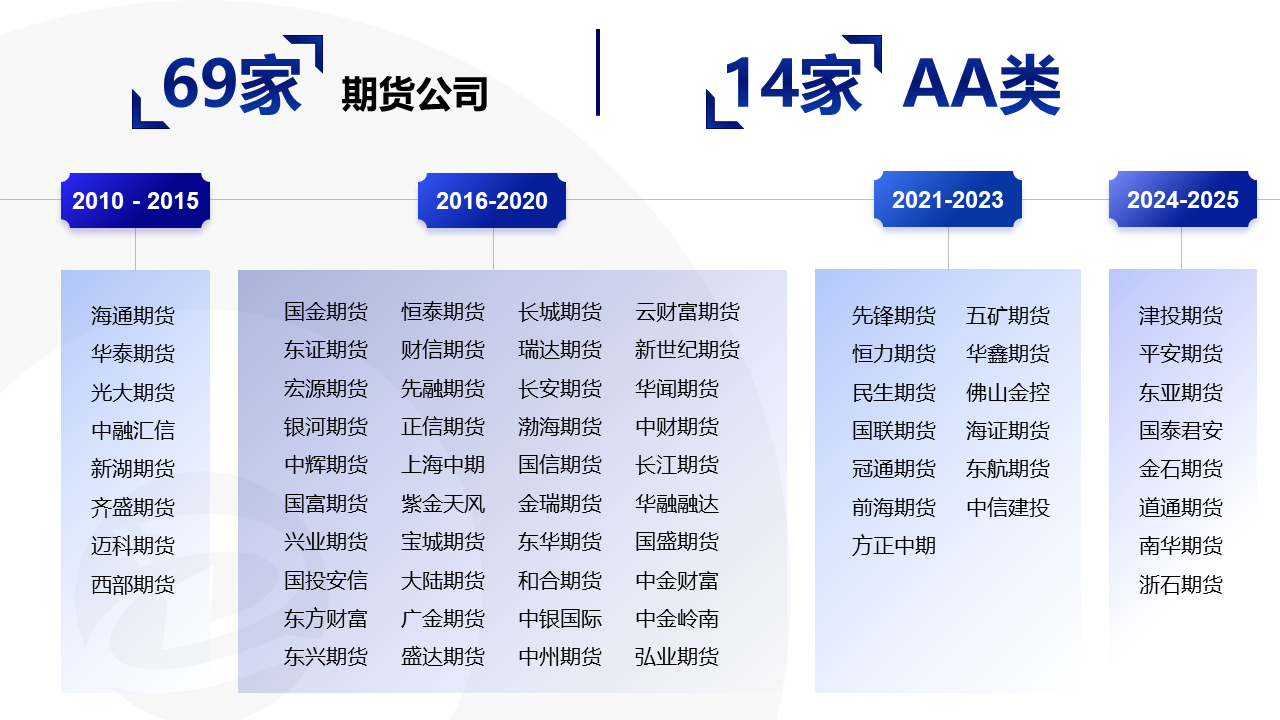 69家 期货公司
14家 AA类
2010 - 2015
海通期货
华泰期货
光大期货
中融汇信
新湖期货
齐盛期货
迈科期货
西部期货
2016-2020
国金期货 恒泰期货 长城期货 云财富期货
东证期货 财信期货 瑞达期货 新世纪期货
宏源期货 先融期货 长安期货 华闻期货
银河期货 正信期货 渤海期货 中财期货
中辉期货 上海中期 国信期货 长江期货
国富期货 紫金天风 金瑞期货 华融融达
兴业期货 宝城期货 东华期货 国盛期货
国投安信 大陆期货 和合期货 中金财富
东方财富 广金期货 中银国际 中金岭南
东兴期货 盛达期货 中州期货 弘业期货
2021-2023
先锋期货 五矿期货
恒力期货 华鑫期货
民生期货 佛山金控
国联期货 海证期货
冠通期货 东航期货
前海期货 中信建投
方正中期
2024-2025
津投期货
平安期货
东亚期货
国泰君安
金石期货
道通期货
南华期货
浙石期货